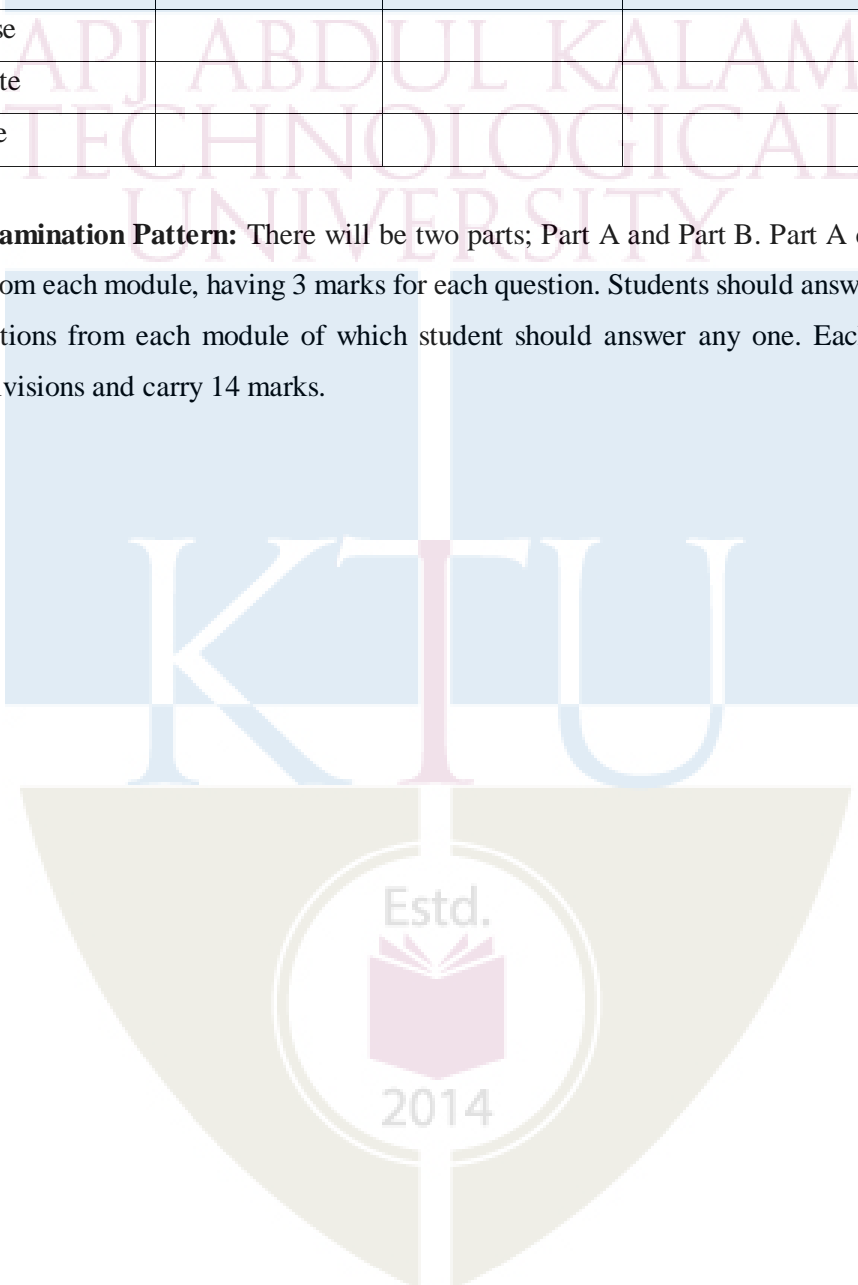 se
te
e
APJ ABDUL KALAM
TECHNOLOGICAL
UNIVERSITY
amination Pattern: There will be two parts; Part A and Part B. Part A
om each module, having 3 marks for each question. Students should answ
tions from each module of which student should answer any one. Eac
visions and carry 14 marks.
KTU
Estd.
2014